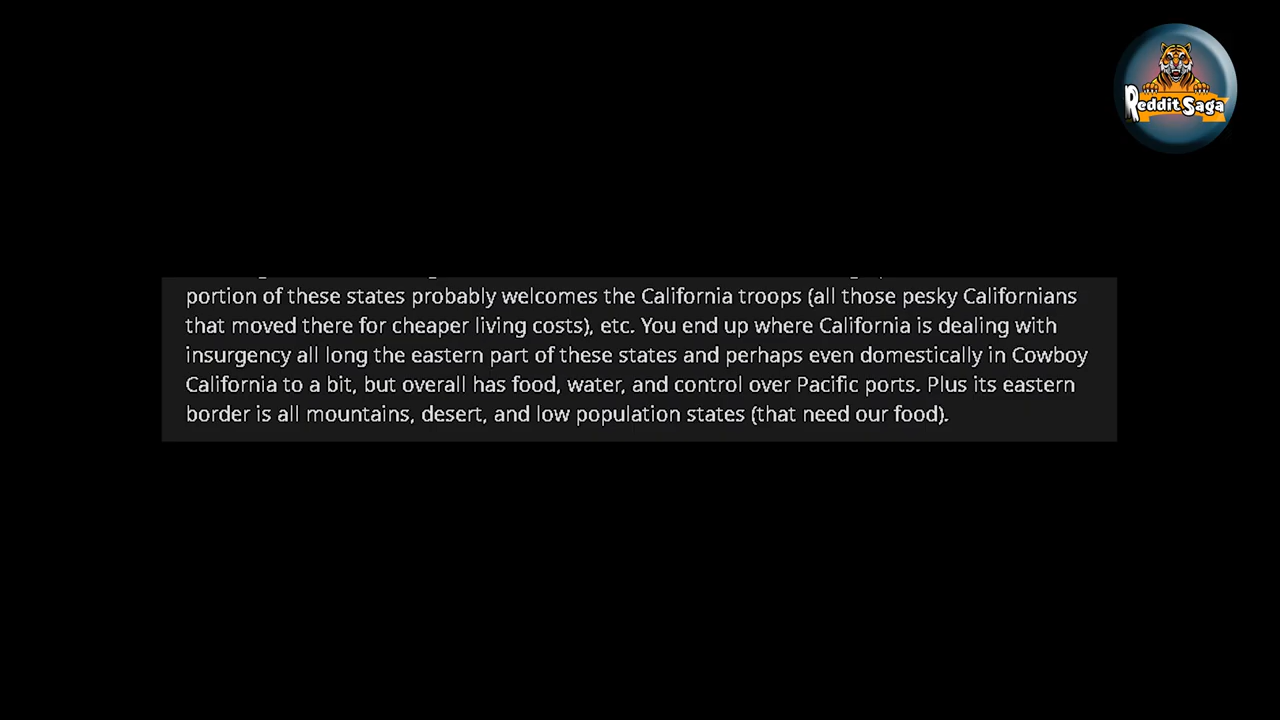 Reddit Saga
portion of these states probably welcomes the California troops (all those pesky Californians
that moved there for cheaper living costs), etc. You end up where California is dealing with
insurgency all long the eastern part of these states and perhaps even domestically in Cowboy
California to a bit, but overall has food, water, and control over Pacific ports. Plus its eastern
border is all mountains, desert, and low population states (that need our food).